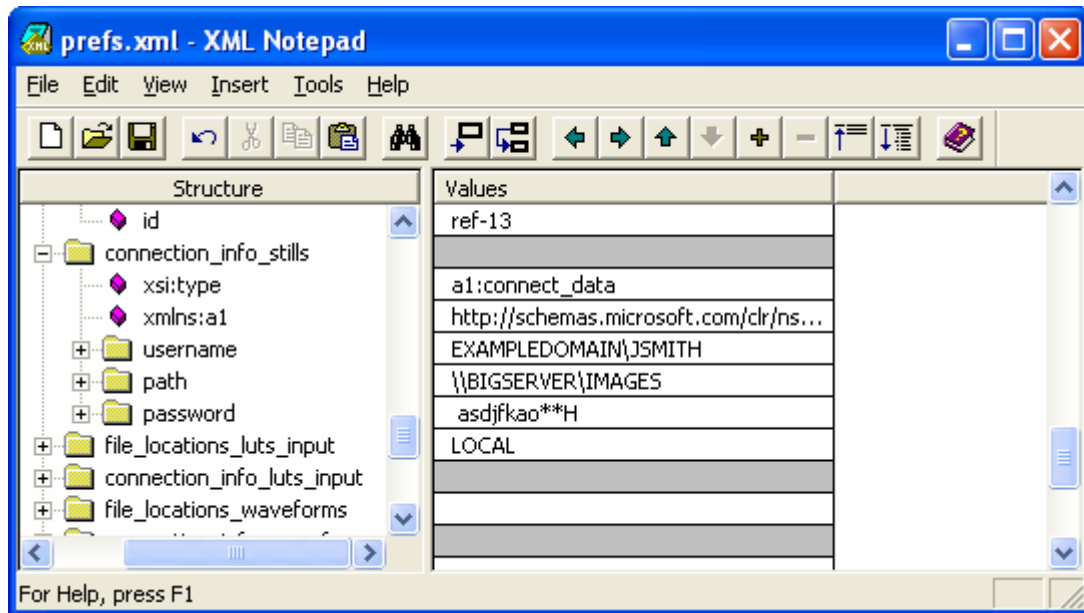 prefs.xml - XML Notepad
File Edit View Insert Tools Help
Structure Values
id ref-13
connection_info_stills
xsi:type a1:connect_data
xmlns:a1 http://schemas.microsoft.com/clr/ns...
username EXAMPLEDOMAIN\JSMITH
path \\BIGSERVER\IMAGES
password asdjfkao**H
file_locations_luts_input LOCAL
connection_info_luts_input
file_locations_waveforms
For Help, press F1